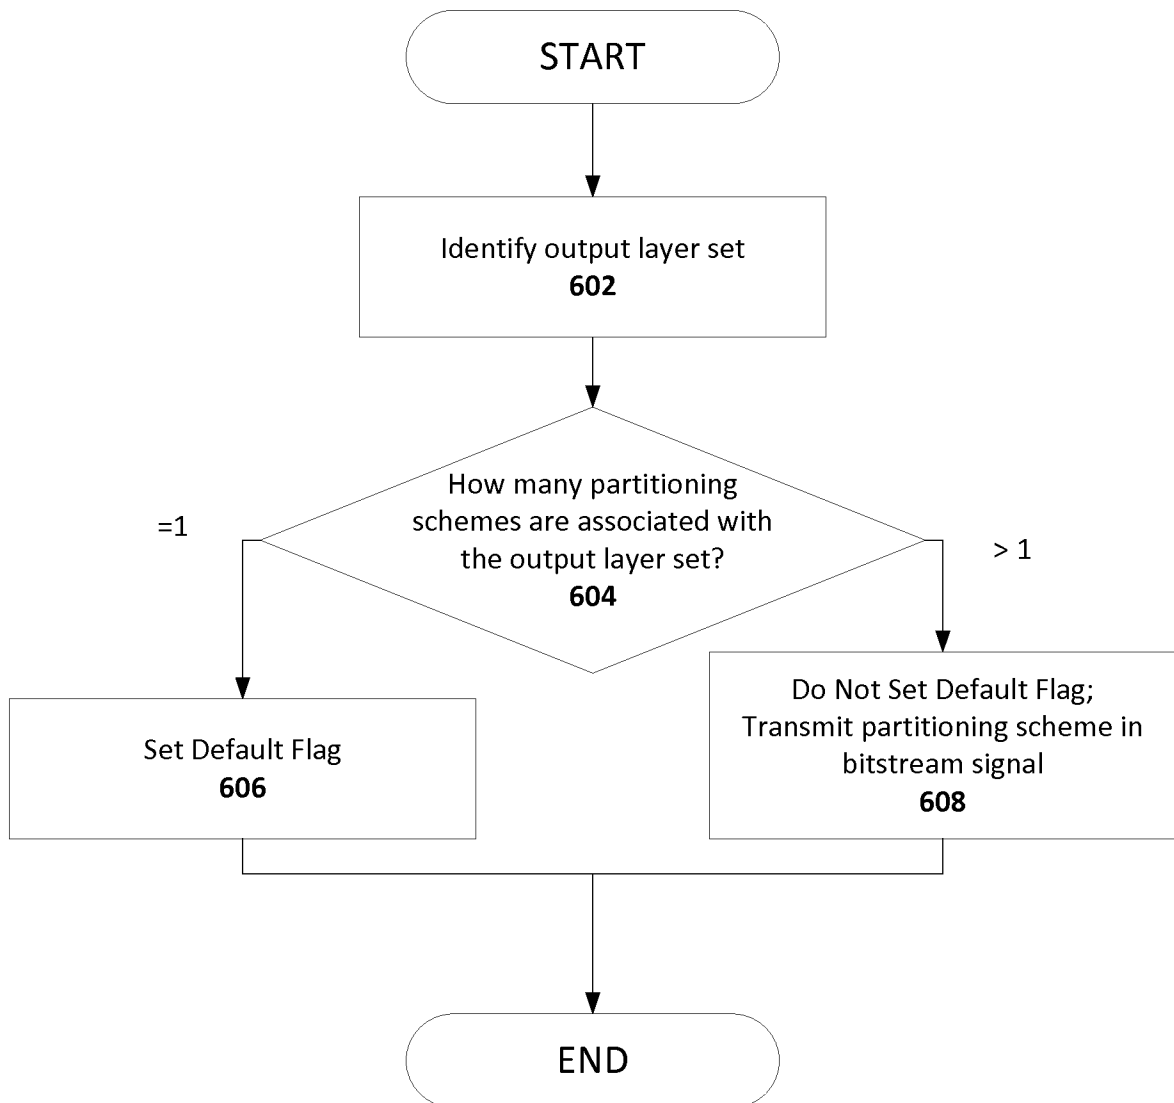 START
Identify output layer set
602
How many partitioning
schemes are associated with
the output layer set?
604
=1
> 1
Set Default Flag
606
Do Not Set Default Flag;
Transmit partitioning scheme in
bitstream signal
608
END